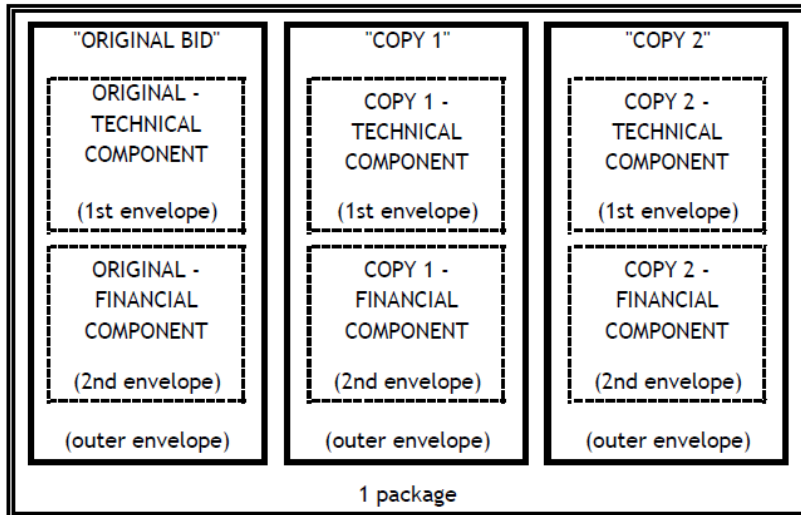 "ORIGINAL BID"
ORIGINAL -
TECHNICAL
COMPONENT
(1st envelope)
ORIGINAL -
FINANCIAL
COMPONENT
(2nd envelope)
(outer envelope)
"COPY 1"
COPY 1 -
TECHNICAL
COMPONENT
(1st envelope)
COPY 1 -
FINANCIAL
COMPONENT
(2nd envelope)
(outer envelope)
"COPY 2"
COPY 2 -
TECHNICAL
COMPONENT
(1st envelope)
COPY 2 -
FINANCIAL
COMPONENT
(2nd envelope)
(outer envelope)
1 package